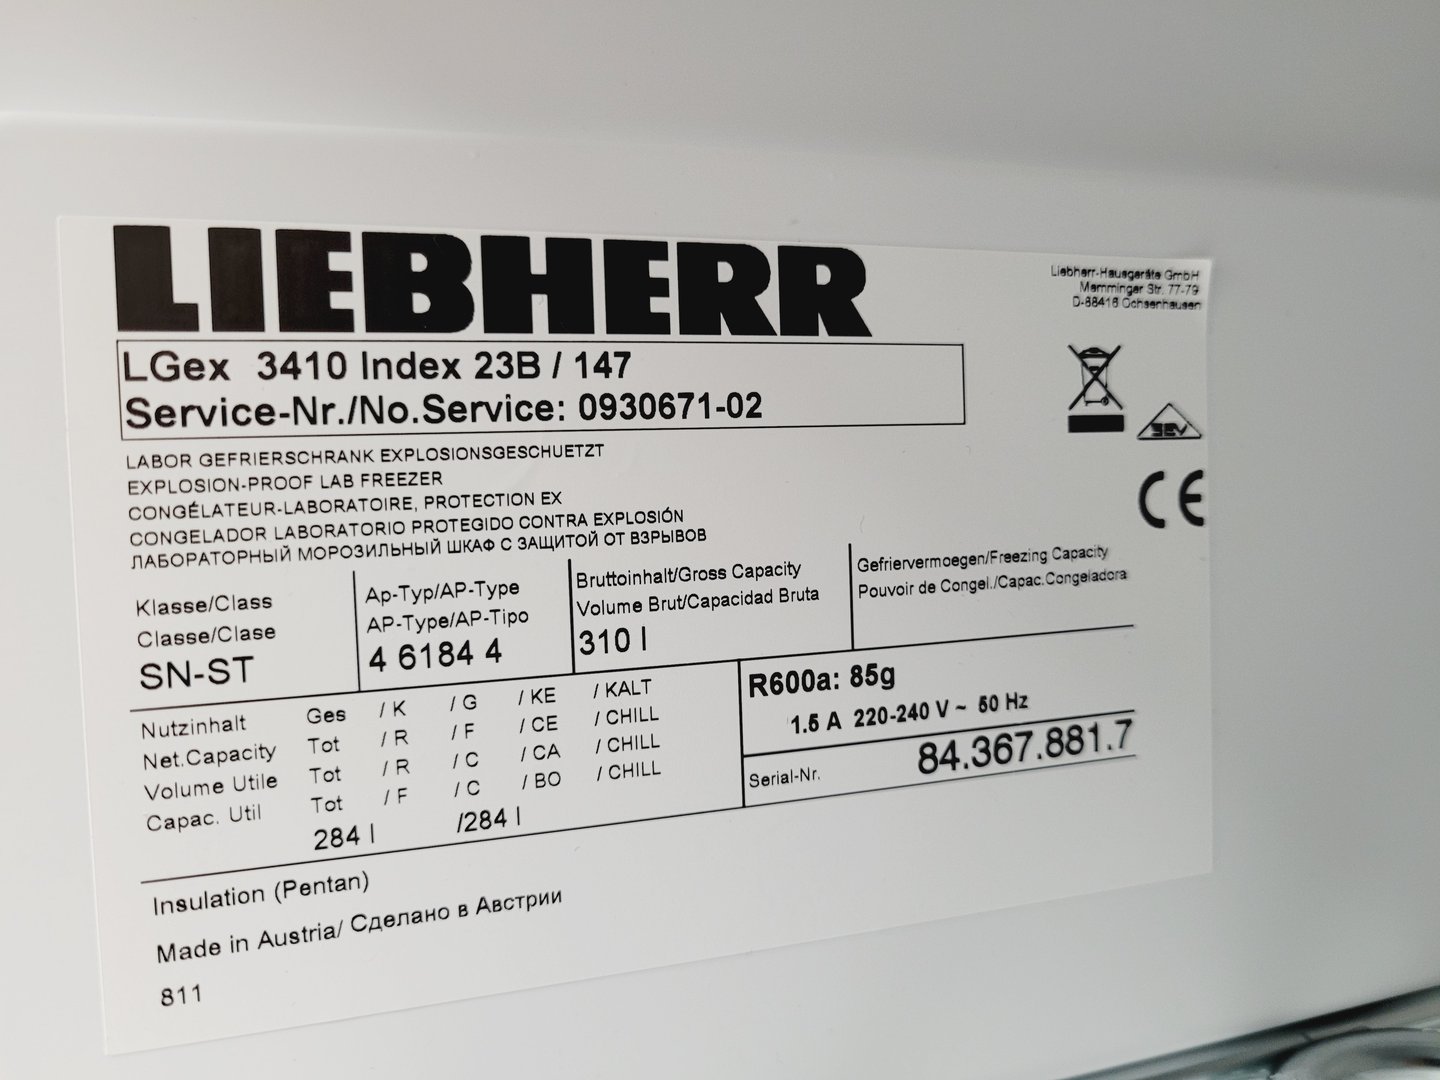 LIEBHERR
Liebherr-Hausgeräte GmbH
Memminger Str. 77-79
D-88416 Ochsenhausen
LGex 3410 Index 23B / 147
Service-Nr./No.Service: 0930671-02
SEV
CE
LABOR GEFRIERSCHRANK EXPLOSIONSGESCHUETZT
EXPLOSION-PROOF LAB FREEZER
CONGÉLATEUR-LABORATOIRE, PROTECTION EX
CONGELADOR LABORATORIO PROTEGIDO CONTRA EXPLOSIÓN
ЛАБОРАТОРНЫЙ МОРОЗИЛЬНЫЙ ШКАФ С ЗАЩИТОЙ ОТ ВЗРЫВОВ
Klasse/Class
Classe/Clase
SN-ST
Ap-Typ/AP-Type
AP-Type/AP-Tipo
4 6184 4
Bruttoinhalt/Gross Capacity
Volume Brut/Capacidad Bruta
310 l
Gefriervermoegen/Freezing Capacity
Pouvoir de Congel./Capac.Congeladora
Nutzinhalt Ges / K / G / KE / KALT
Net.Capacity Tot / R / F / CE / CHILL
Volume Utile Tot / R / C / CA / CHILL
Capac. Util Tot / F / C / BO / CHILL
284 l /284 l
R600a: 85g
1.5 A 220-240 V ~ 50 Hz
Serial-Nr. 84.367.881.7
Insulation (Pentan)
Made in Austria/ Сделано в Австрии
811